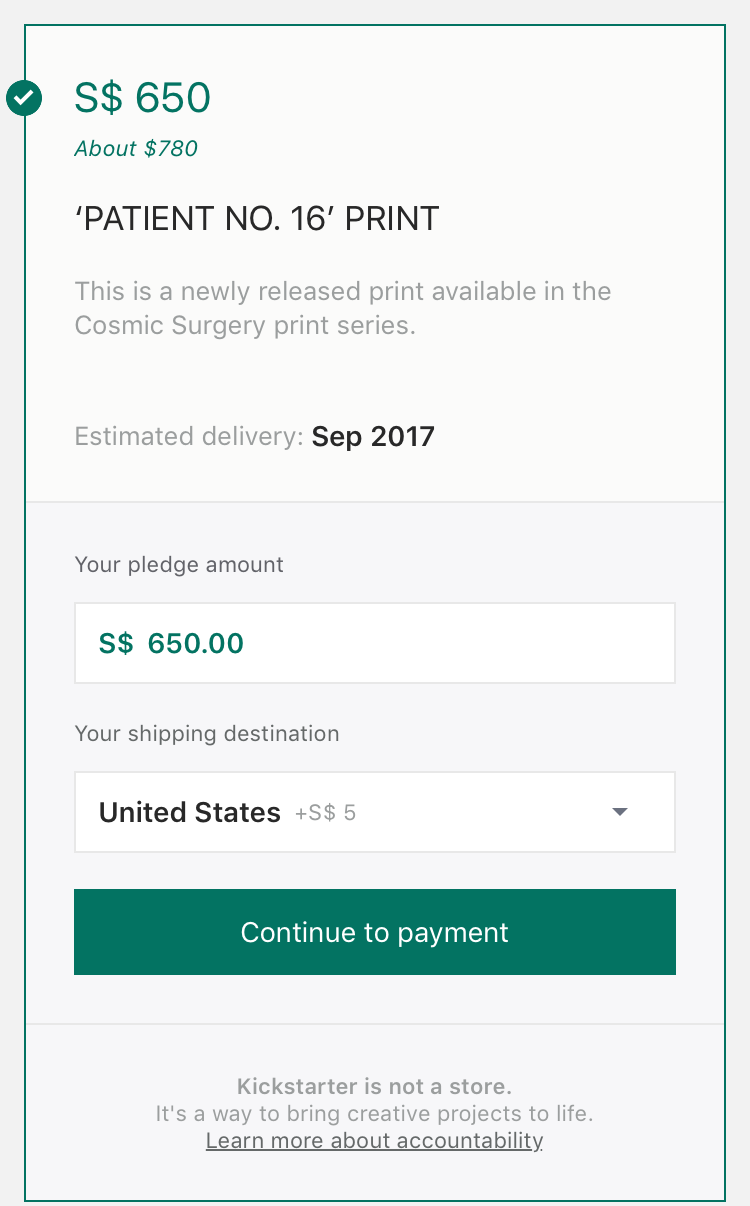 S$ 650
About $780
‘PATIENT NO. 16’ PRINT
This is a newly released print available in the
Cosmic Surgery print series.
Estimated delivery: Sep 2017
Your pledge amount
S$ 650.00
Your shipping destination
United States +S$ 5
Continue to payment
Kickstarter is not a store.
It's a way to bring creative projects to life.
Learn more about accountability